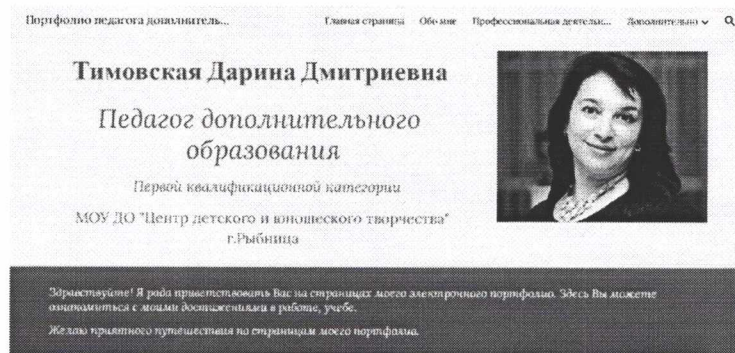 Портфолио педагога дополнитель...
Главная страница Обо мне Профессиональная деятельн... Дополнительно
Тимовская Дарина Дмитриевна
Педагог дополнительного
образования
Первой квалификационной категории
МОУ ДО "Центр детского и юношеского творчества"
г.Рыбница
Здравствуйте! Я рада приветствовать Вас на страницах моего электронного портфолио. Здесь Вы можете
ознакомиться с моими достижениями в работе, учебе.
Желаю приятного путешествия по страницам моего портфолио.